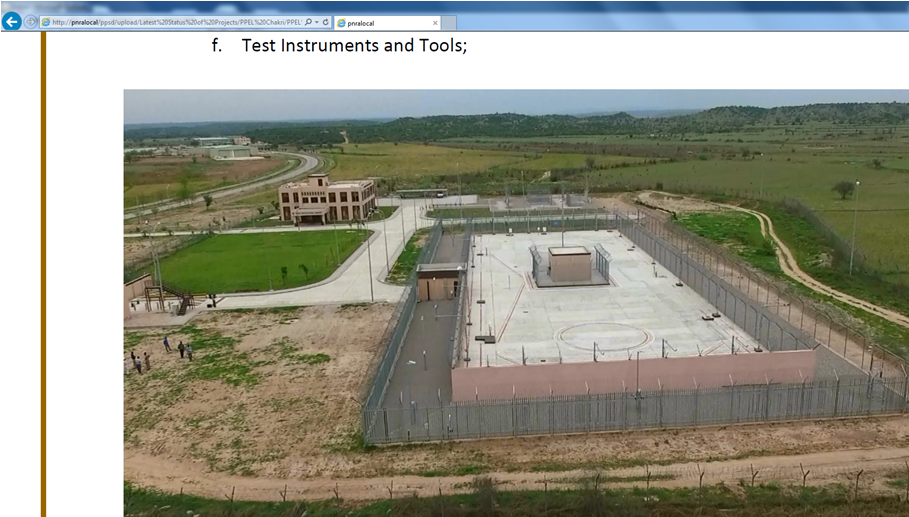 http://pnralocal/ppsd/upload/Latest%20Status%20of%20Projects/PPEL%20Chakri/PPEL
pnralocal
f. Test Instruments and Tools;